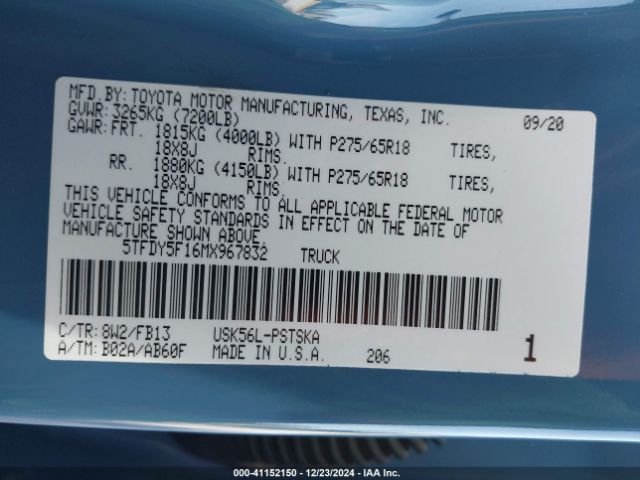 MFD.BY: TOYOTA MOTOR MANUFACTURING, TEXAS, INC. 09/20
GVWR: 3265KG (7200LB)
GAWR: FRT. 1815KG (4000LB) WITH P275/65R18 TIRES,
18X8J RIMS.
RR. 1880KG (4150LB) WITH P275/65R18 TIRES,
18X8J RIMS.
THIS VEHICLE CONFORMS TO ALL APPLICABLE FEDERAL MOTOR
VEHICLE SAFETY STANDARDS IN EFFECT ON THE DATE OF
MANUFACTURE SHOWN ABOVE.
5TFDY5F16MX967832 TRUCK
C/TR: 8W2/FB13 USK56L-PSTSKA
A/TM: B02A/AB60F MADE IN U.S.A. 206 1
000-41152150 - 12/23/2024 - IAA Inc.